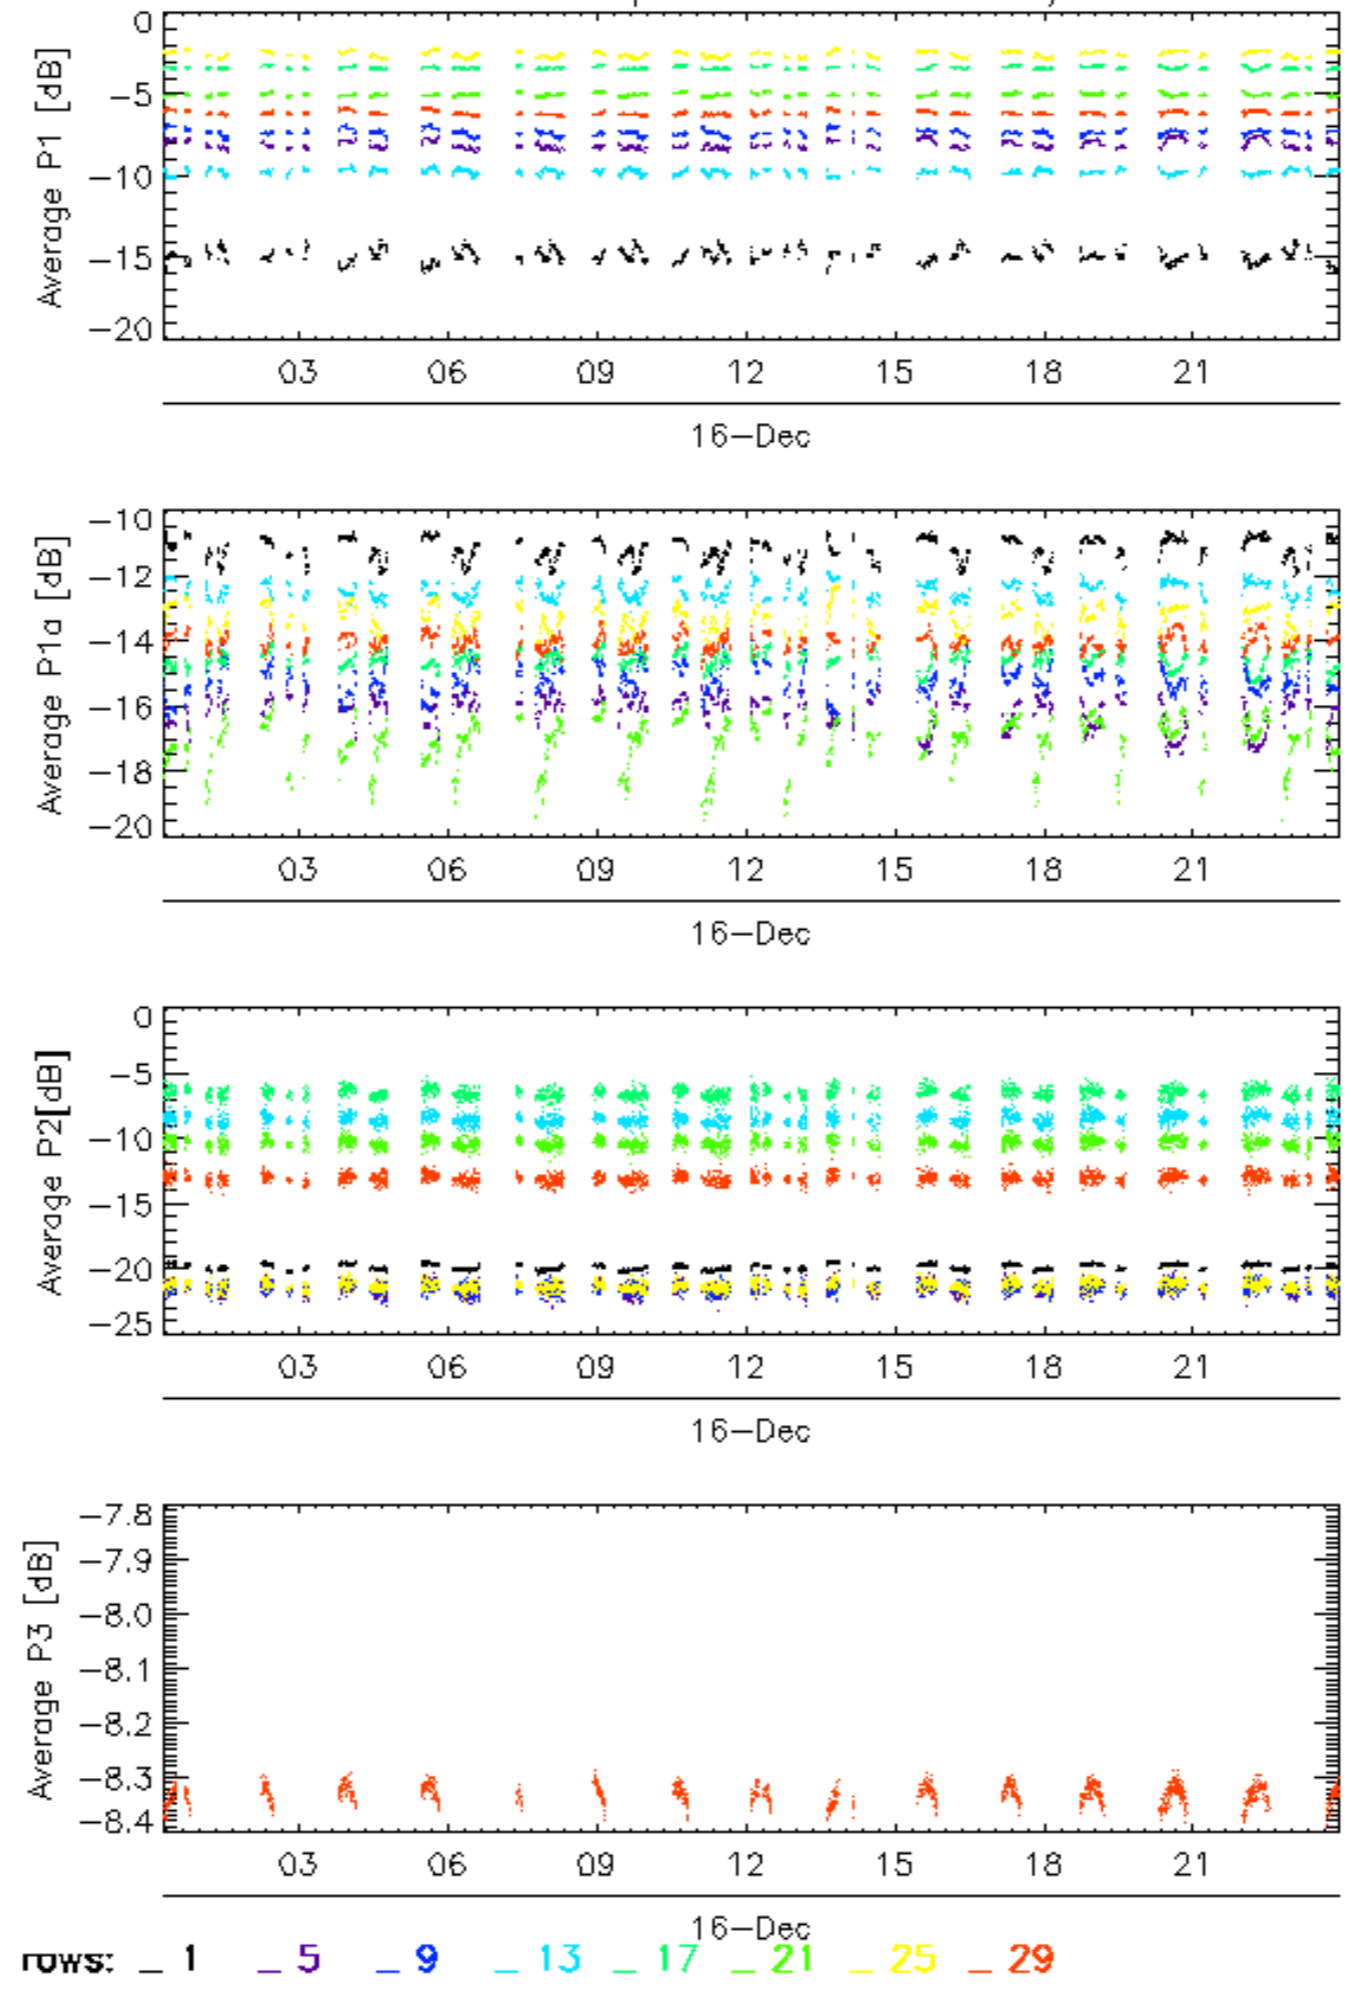 0
−5
−10
−15
−20
Average P1 [dB]
03 06 09 12 15 18 21
16−Dec
−10
−12
−14
−16
−18
−20
Average P1a [dB]
03 06 09 12 15 18 21
16−Dec
0
−5
−10
−15
−20
−25
Average P2[dB]
03 06 09 12 15 18 21
16−Dec
−7.8
−7.9
−8.0
−8.1
−8.2
−8.3
−8.4
Average P3 [dB]
03 06 09 12 15 18 21
16−Dec
rows: _ 1 _ 5 _ 9 _ 13 _ 17 _ 21 _ 25 _ 29